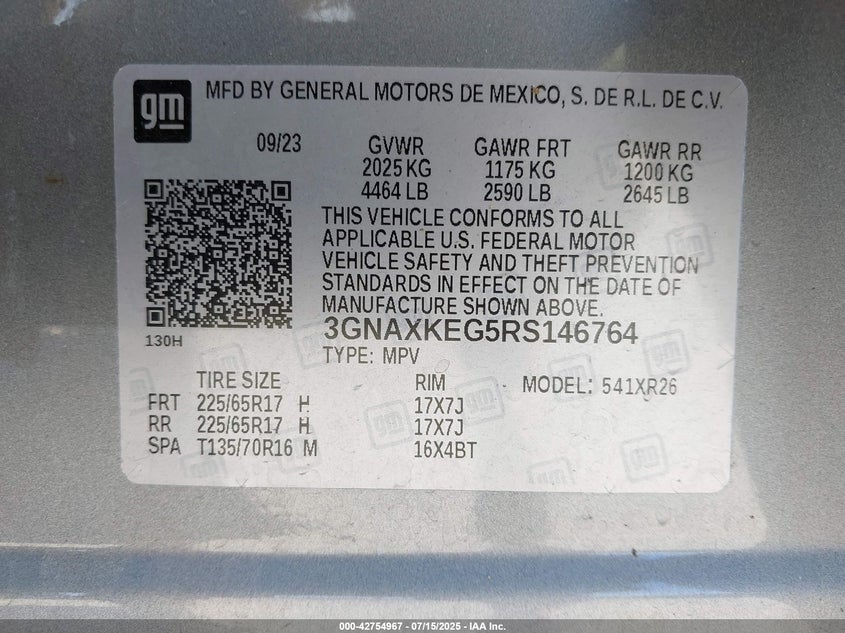 gm
MFD BY GENERAL MOTORS DE MEXICO, S. DE R.L. DE C.V.
09/23 GVWR GAWR FRT GAWR RR
2025 KG 1175 KG 1200 KG
4464 LB 2590 LB 2645 LB
THIS VEHICLE CONFORMS TO ALL
APPLICABLE U.S. FEDERAL MOTOR
VEHICLE SAFETY AND THEFT PREVENTION
STANDARDS IN EFFECT ON THE DATE OF
MANUFACTURE SHOWN ABOVE.
130H
3GNAXKEG5RS146764
TYPE: MPV
TIRE SIZE RIM MODEL: 541XR26
FRT 225/65R17 H 17X7J
RR 225/65R17 H 17X7J
SPA T135/70R16 M 16X4BT
000-42754967 - 07/15/2025 - IAA Inc.